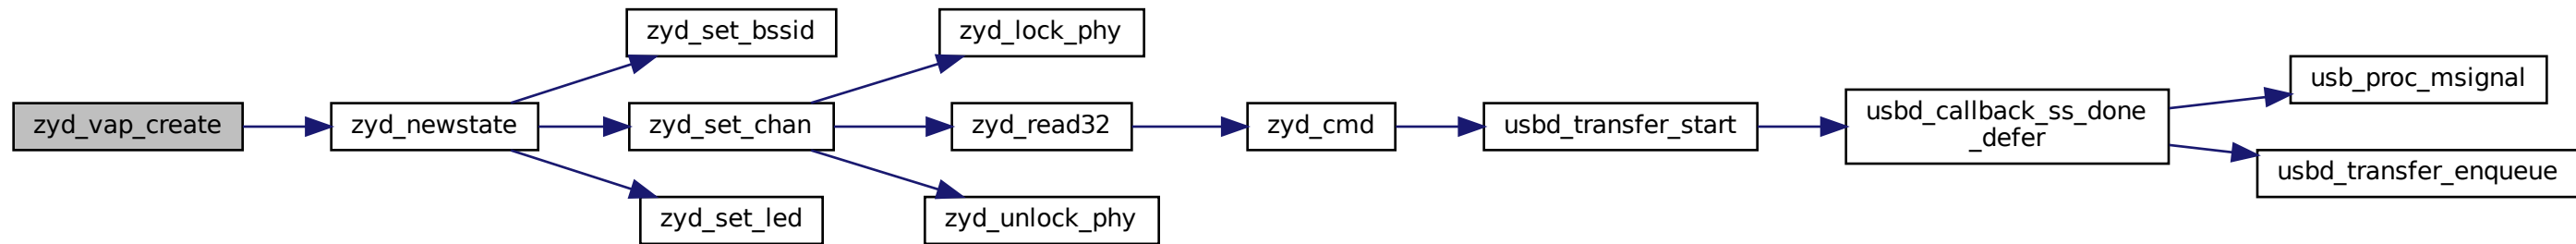 zyd_vap_create
zyd_newstate
zyd_set_bssid
zyd_set_chan
zyd_set_led
zyd_lock_phy
zyd_read32
zyd_unlock_phy
zyd_cmd
usbd_transfer_start
usbd_callback_ss_done
_defer
usb_proc_msignal
usbd_transfer_enqueue